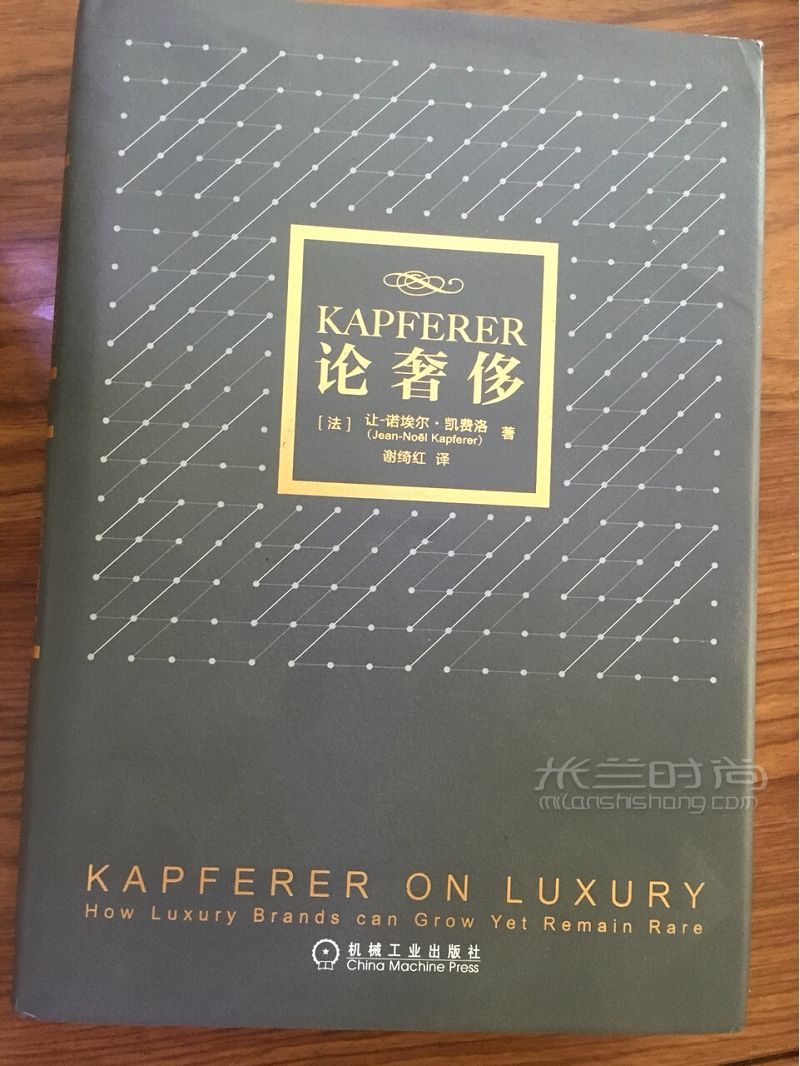 KAPFERER
论奢侈
[法] 让-诺埃尔·凯费洛 著
(Jean-Noël Kapferer)
谢绮红 译
米兰时尚
milanshishang.com
KAPFERER ON LUXURY
How Luxury Brands can Grow Yet Remain Rare
机械工业出版社
China Machine Press